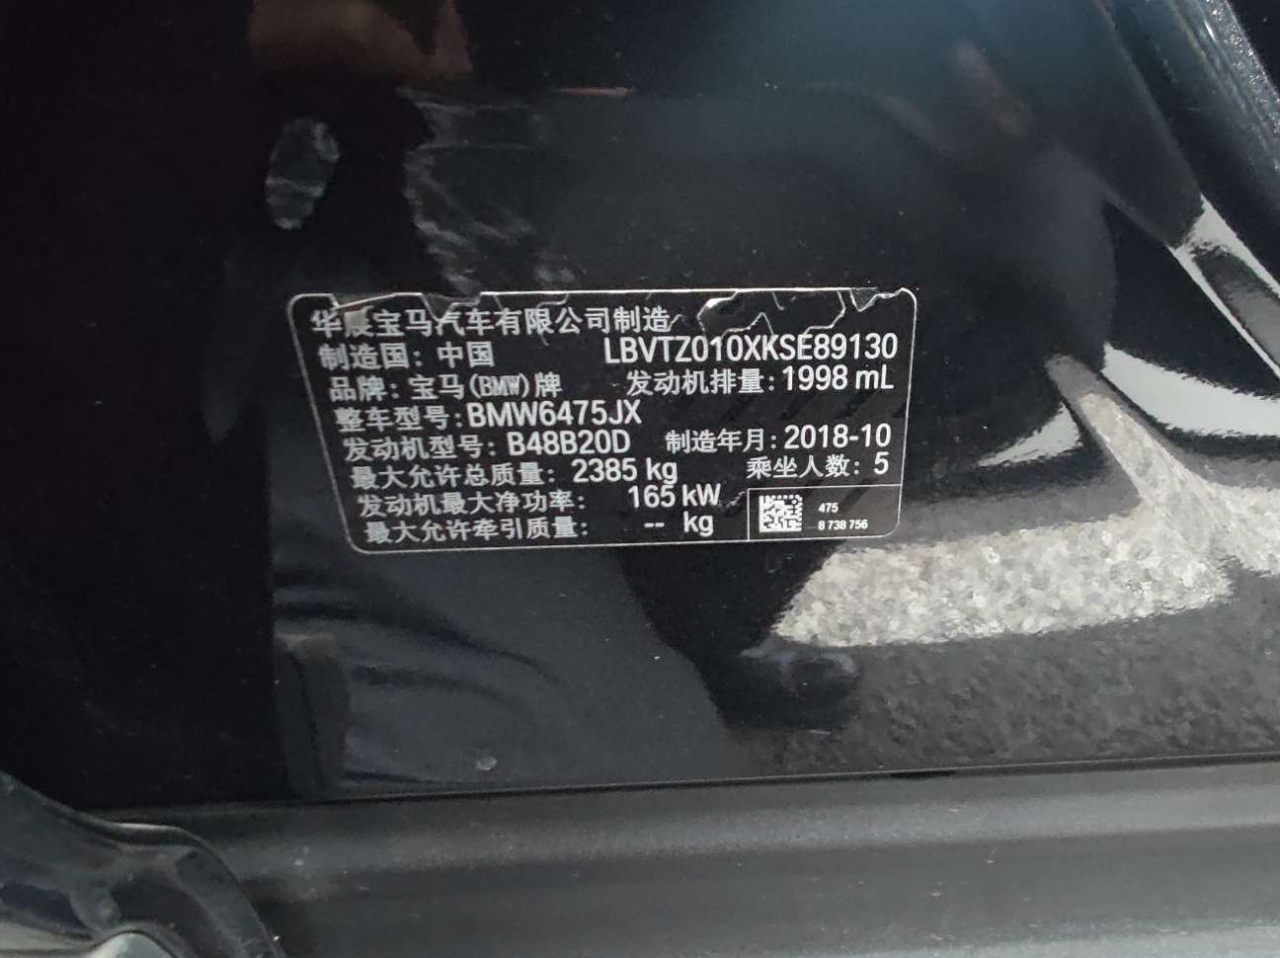 华晨宝马汽车有限公司制造
制造国：中国 LBVTZ010XKSE89130
品牌：宝马(BMW)牌 发动机排量：1998 mL
整车型号：BMW6475JX
发动机型号：B48B20D 制造年月：2018-10
最大允许总质量：2385 kg 乘坐人数：5
发动机最大净功率：165 kW
最大允许牵引质量：-- kg
475
8 738 756